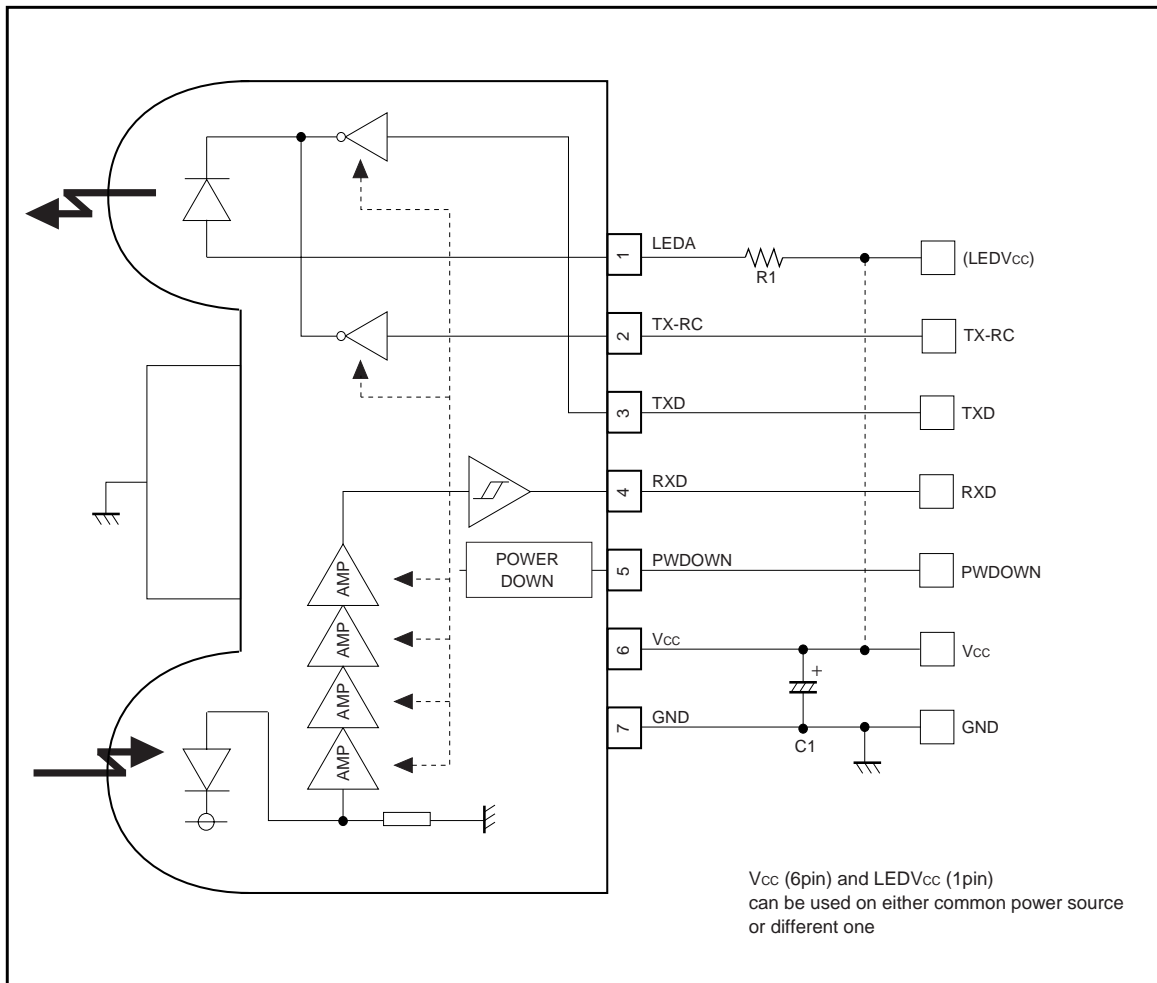 1
LEDA
R1
(LEDVCC)
2
TX-RC
TX-RC
3
TXD
TXD
4
RXD
RXD
POWER
DOWN
5
PWDOWN
PWDOWN
AMP
AMP
AMP
AMP
6
VCC
+
VCC
7
GND
C1
GND
VCC (6pin) and LEDVCC (1pin)
can be used on either common power source
or different one